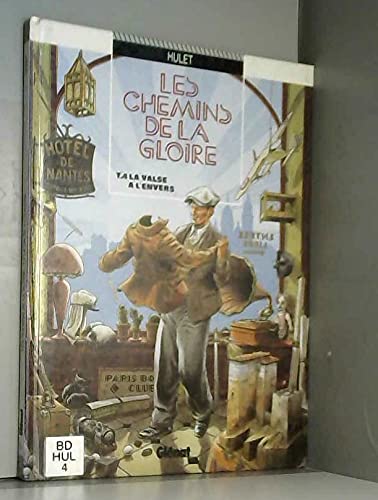 HULET
LES
CHEMINS
DE LA
GLOIRE
T.4 LA VALSE
A L'ENVERS
HOTEL
DE
NANTES
PARIS BO
CLUB
Glénat
BD
HUL
4